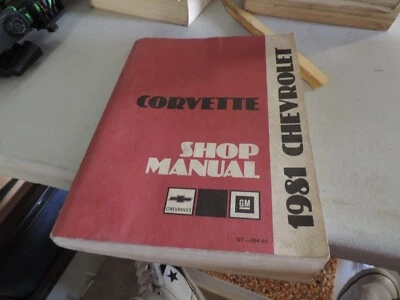 CORVETTE
SHOP
MANUAL
CHEVROLET
GM
1981 CHEVROLET